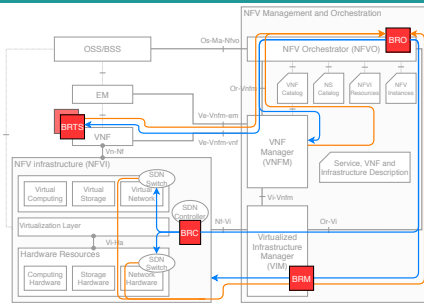 NFV Management and Orchestration
Os-Ma-Nfvo
OSS/BSS
NFV Orchestrator (NFVO)
BRO
Or-Vnfm
VNF
Catalog
NS
Catalog
NFVI
Resources
NFV
Instances
EM
Ve-Vnfm-em
BRTS
VNF
Ve-Vnfm-vnf
Vn-Nf
VNF
Manager
(VNFM)
Service, VNF and
Infrastructure Description
NFV infrastructure (NFVI)
SDN
Switch
Virtual
Computing
Virtual
Storage
Virtual
Network
Vi-Vnfm
SDN
Controller
Virtualization Layer
BRC
Nf-Vi
Or-Vi
Vi-Ha
Virtualized
Infrastructure
Manager
(VIM)
BRM
Hardware Resources
SDN
Switch
Computing
Hardware
Storage
Hardware
Network
Hardware